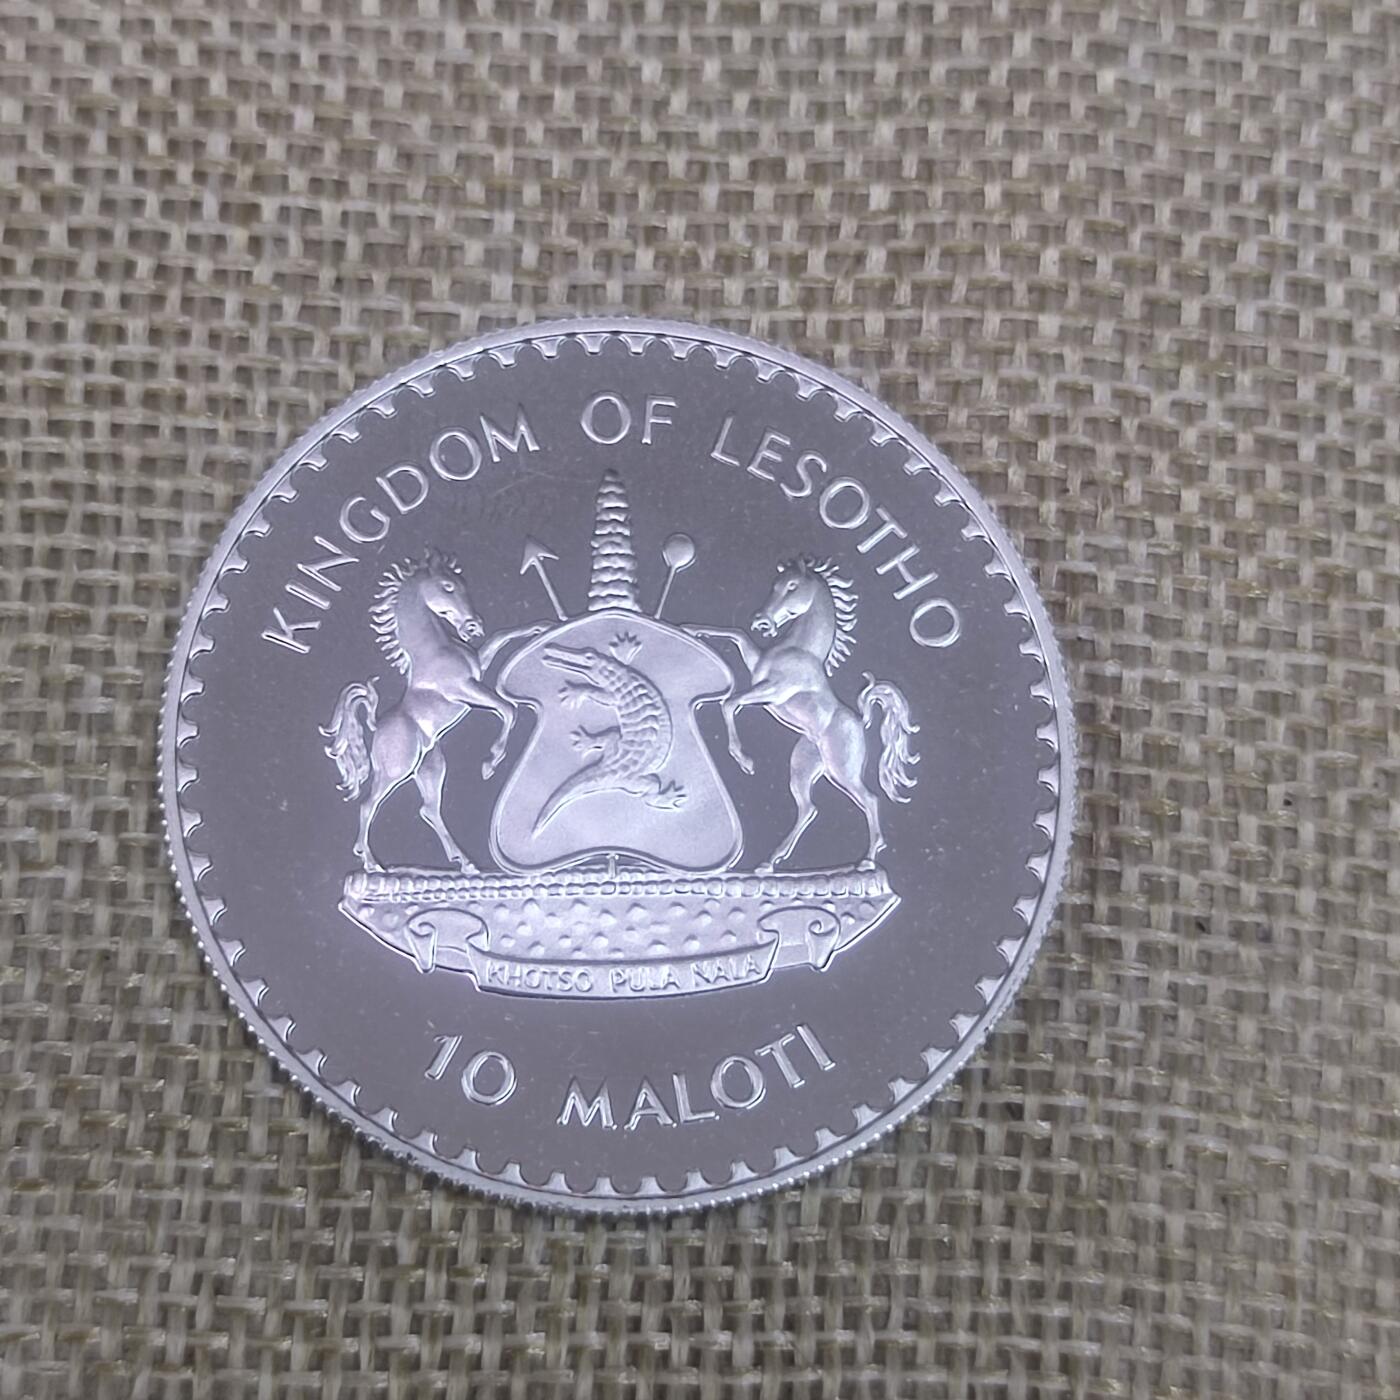 KINGDOM OF LESOTHO
KHOTSO PULA NALA
10 MALOTI